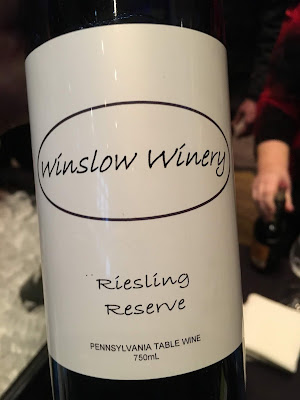 Winslow Winery
Riesling
Reserve
PENNSYLVANIA TABLE WINE
750mL